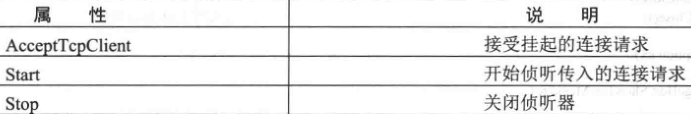 属 性 说 明
AcceptTcpClient 接受挂起的连接请求
Start 开始侦听传入的连接请求
Stop 关闭侦听器